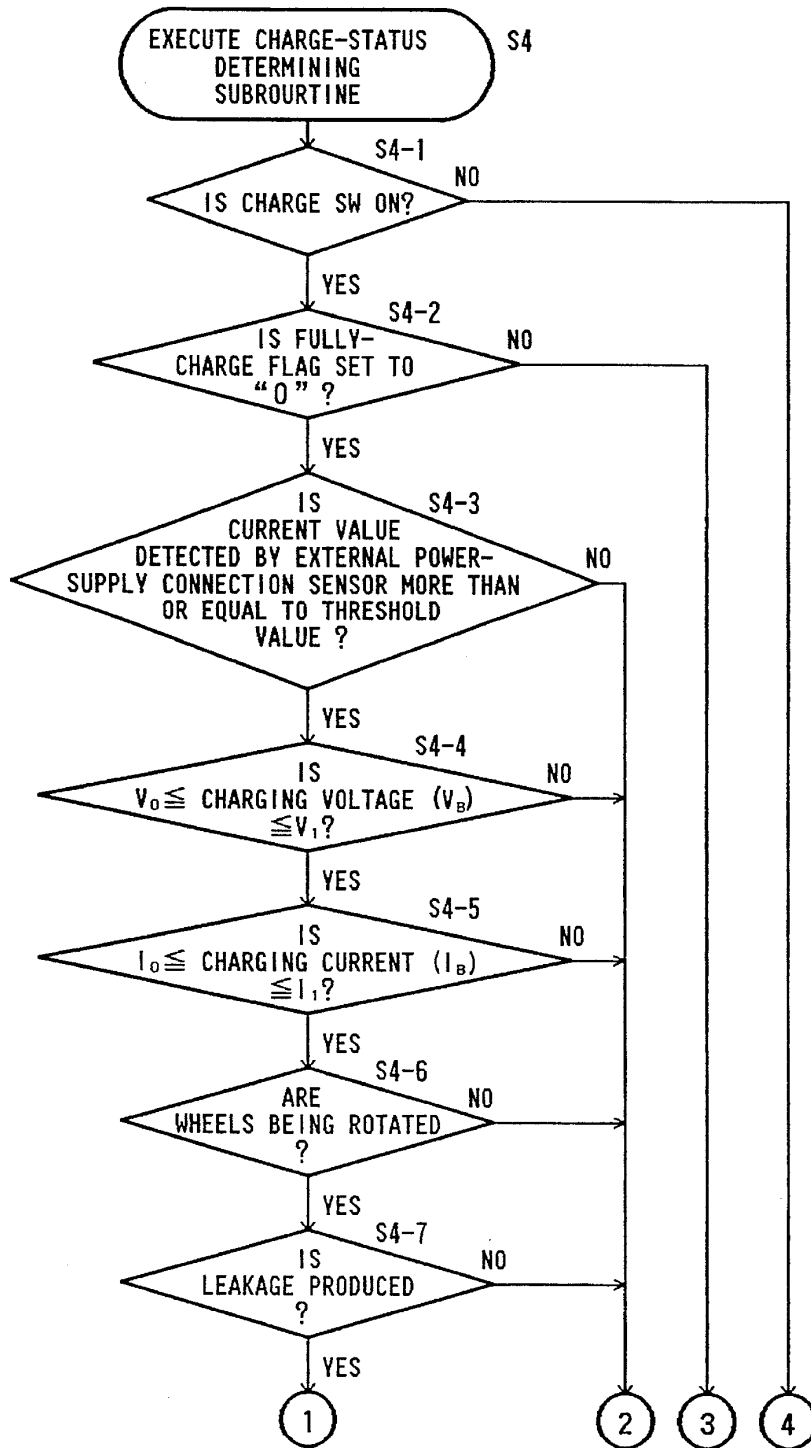 EXECUTE CHARGE-STATUS
DETERMINING
SUBROURTINE
S4
S4-1
NO
IS CHARGE SW ON?
YES
S4-2
NO
IS FULLY-
CHARGE FLAG SET TO
“0” ?
YES
S4-3
IS
CURRENT VALUE
DETECTED BY EXTERNAL POWER-
SUPPLY CONNECTION SENSOR MORE THAN
OR EQUAL TO THRESHOLD
VALUE ?
NO
YES
S4-4
IS
NO
V₀≦ CHARGING VOLTAGE (V_B)
≦V₁?
YES
S4-5
IS
NO
I₀≦ CHARGING CURRENT (I_B)
≦I₁?
YES
S4-6
ARE
NO
WHEELS BEING ROTATED
?
YES
S4-7
IS
NO
LEAKAGE PRODUCED
?
YES
1
2
3
4